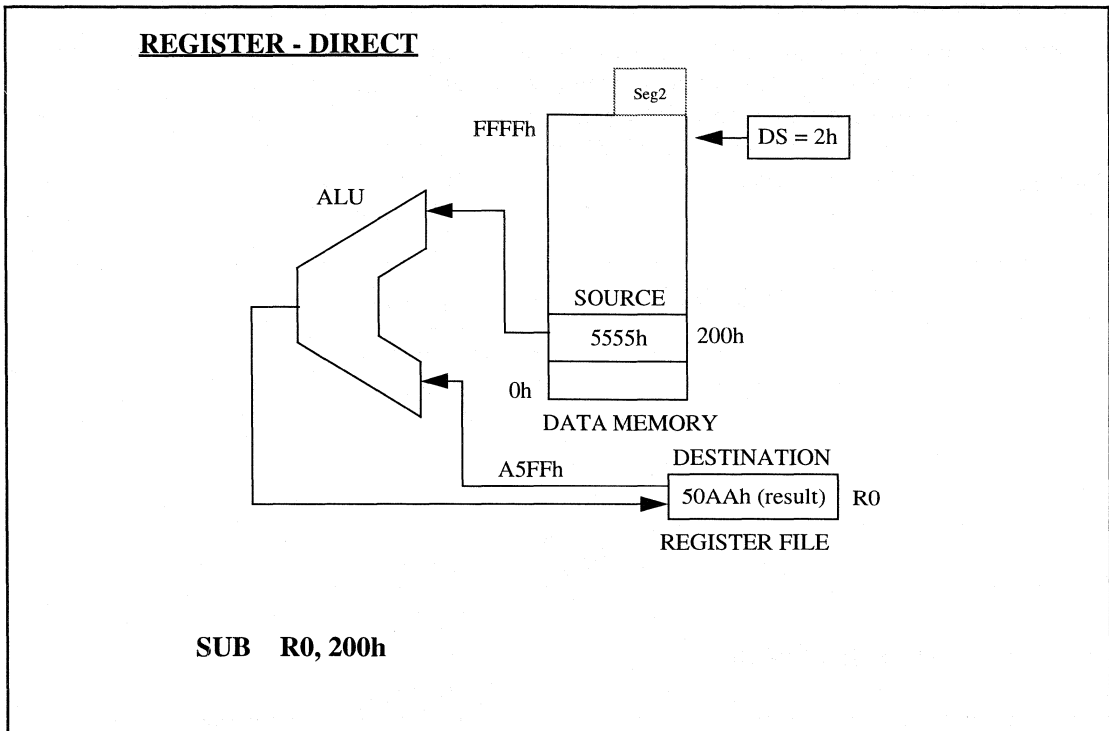 REGISTER - DIRECT
Seg2
FFFFh
DS = 2h
ALU
SOURCE
5555h
200h
0h
DATA MEMORY
DESTINATION
A5FFh
50AAh (result)
R0
REGISTER FILE
SUB R0, 200h